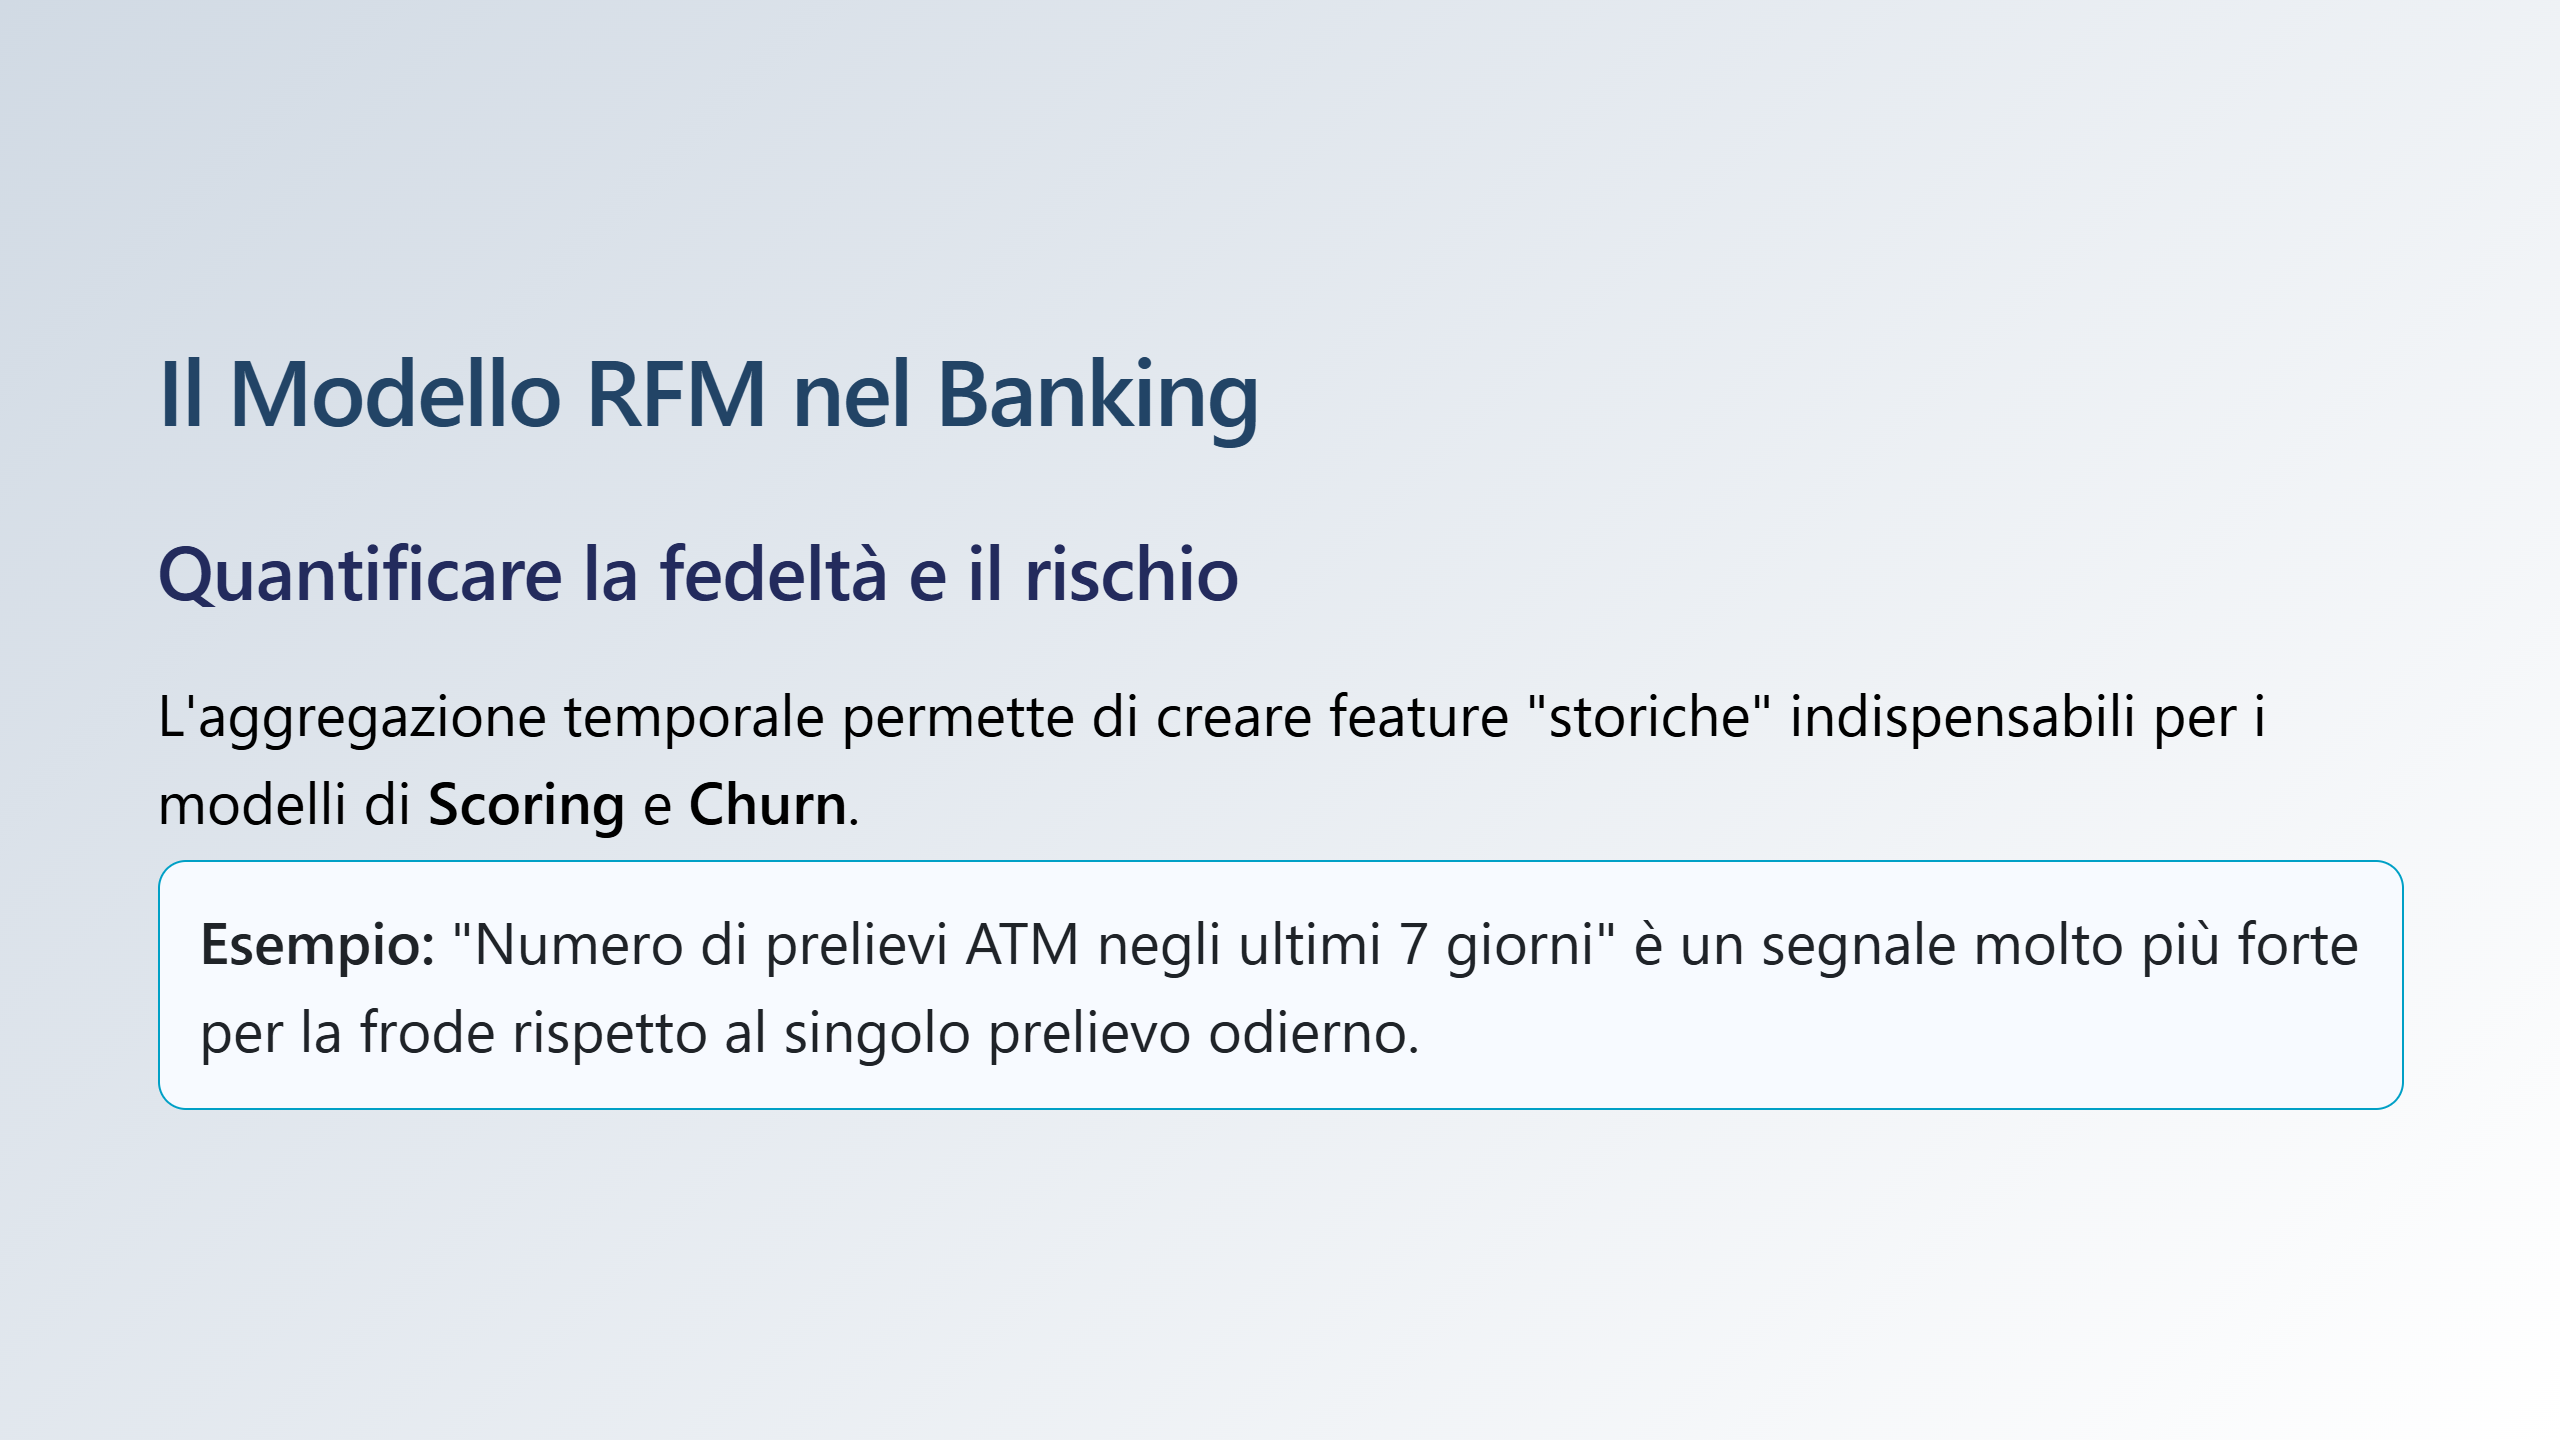 Il Modello RFM nel Banking
Quantificare la fedeltà e il rischio
L'aggregazione temporale permette di creare feature "storiche" indispensabili per i
modelli di Scoring e Churn.
Esempio: "Numero di prelievi ATM negli ultimi 7 giorni" è un segnale molto più forte
per la frode rispetto al singolo prelievo odierno.